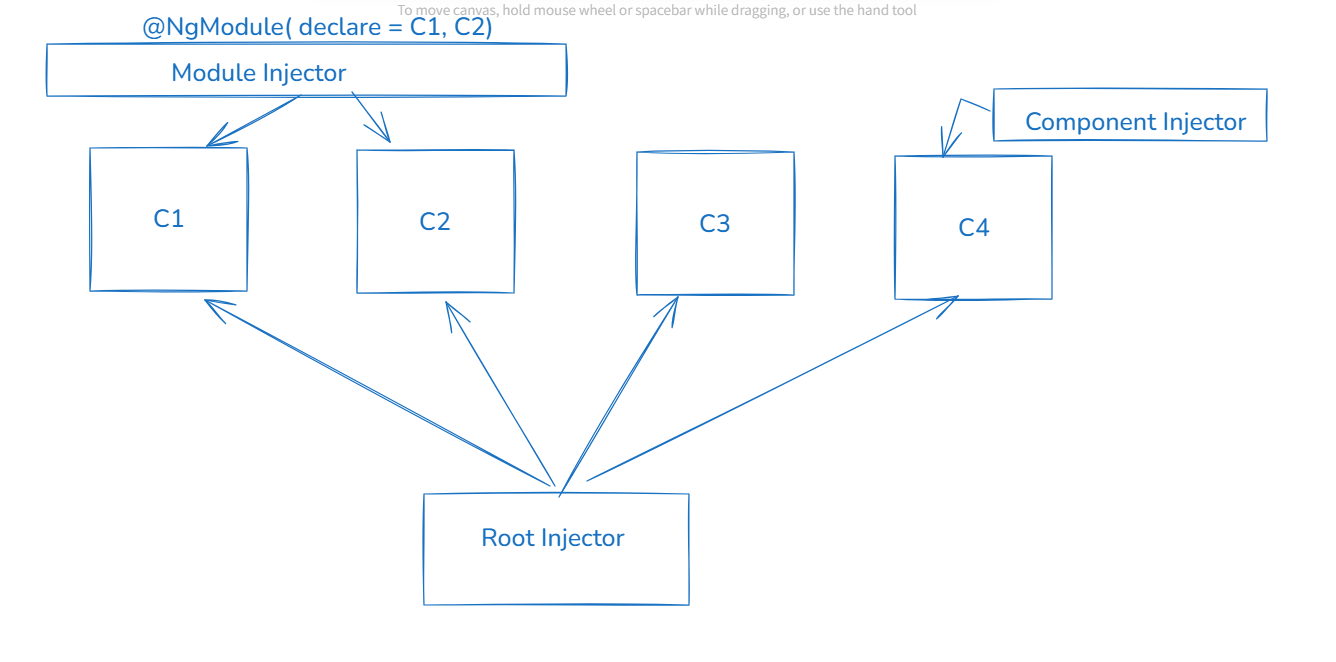 To move canvas, hold mouse wheel or spacebar while dragging, or use the hand tool
@NgModule( declare = C1, C2)
Module Injector
Component Injector
C1
C2
C3
C4
Root Injector